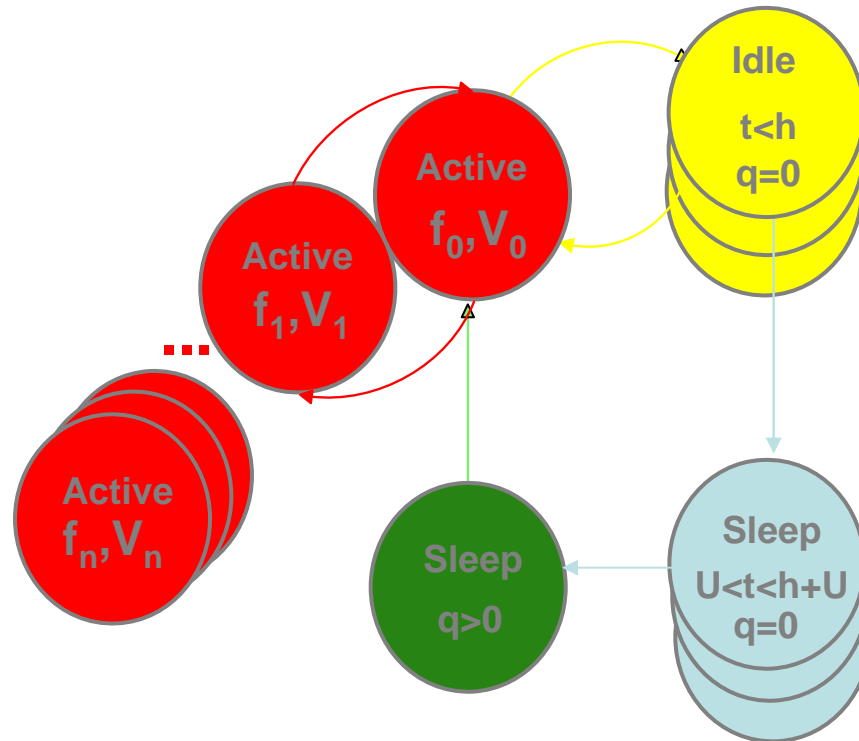 Idle
t<h
q=0
Active
f₀,V₀
Active
f₁,V₁
...
Active
fₙ,Vₙ
Sleep
q>0
Sleep
U<t<h+U
q=0